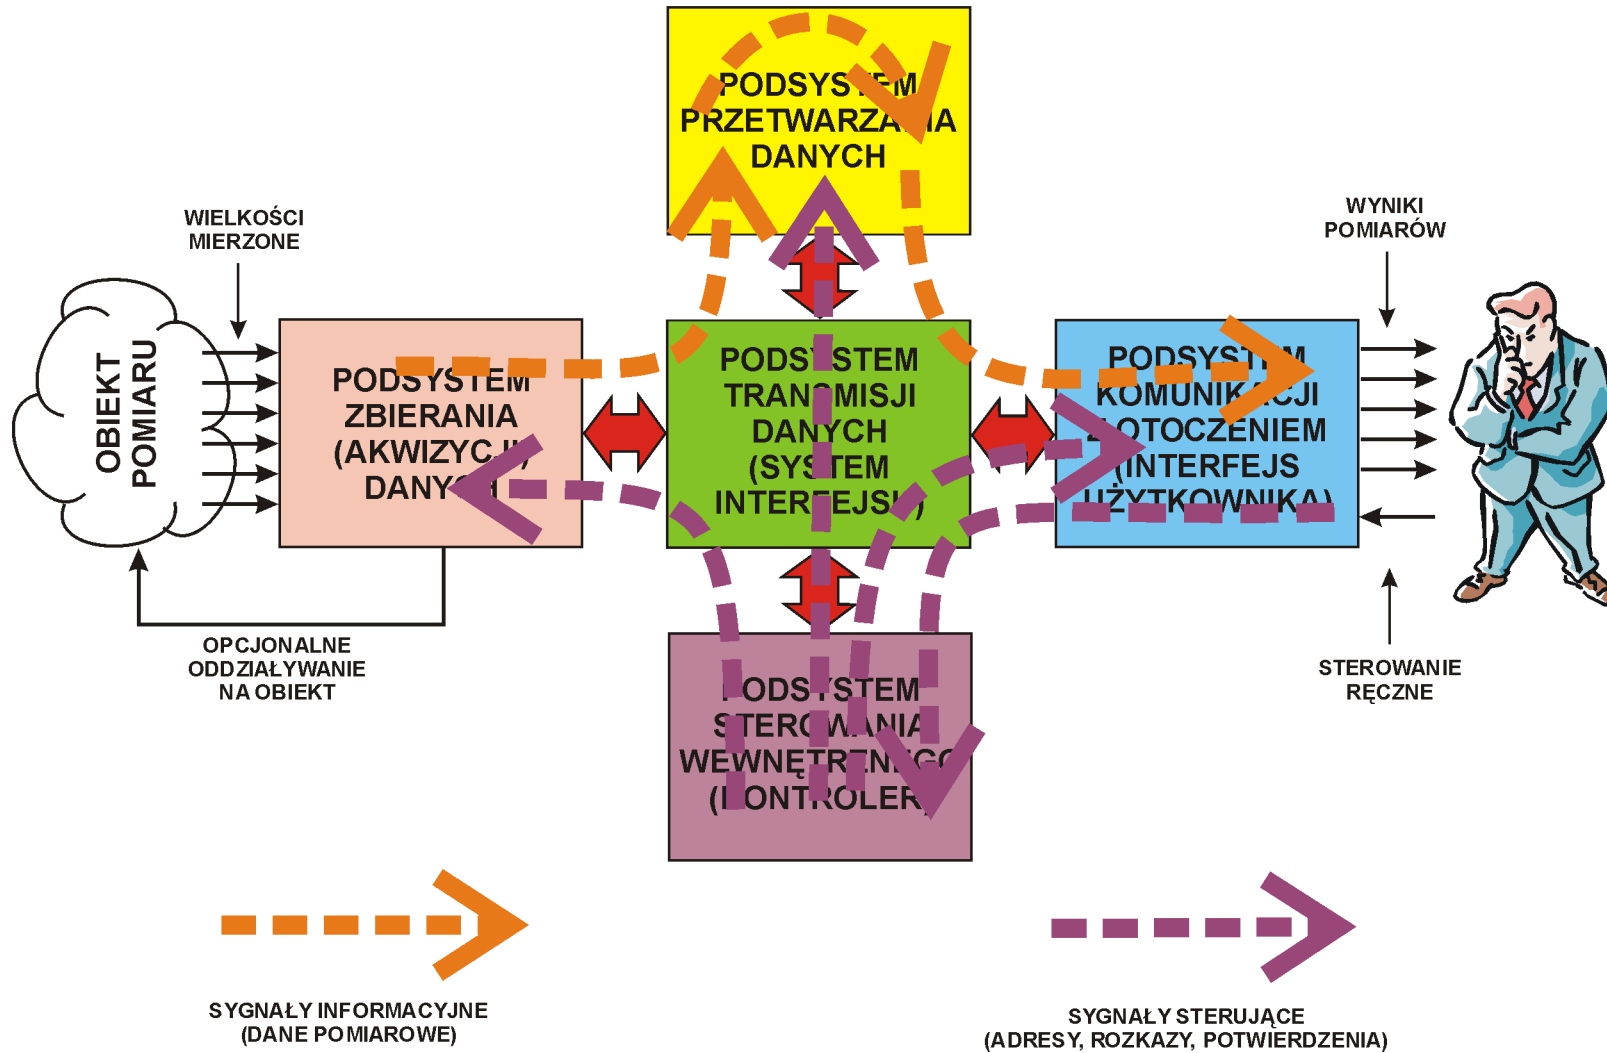 PODSYSTEM
PRZETWARZANIA
DANYCH
WIELKOŚCI
MIERZONE
WYNIKI
POMIARÓW
OBIEKT
POMIARU
PODSYSTEM
ZBIERANIA
(AKWIZYCJI)
DANYCH
PODSYSTEM
TRANSMISJI
DANYCH
(SYSTEM
INTERFEJSU)
PODSYSTEM
KOMUNIKACJI
Z OTOCZENIEM
(INTERFEJS
UŻYTKOWNIKA)
OPCJONALNE
ODDZIAŁYWANIE
NA OBIEKT
STEROWANIE
RĘCZNE
PODSYSTEM
STEROWANIA
WEWNĘTRENEGO
(KONTROLER)
SYGNAŁY INFORMACYJNE
(DANE POMIAROWE)
SYGNAŁY STERUJĄCE
(ADRESY, ROZKAZY, POTWIERDZENIA)